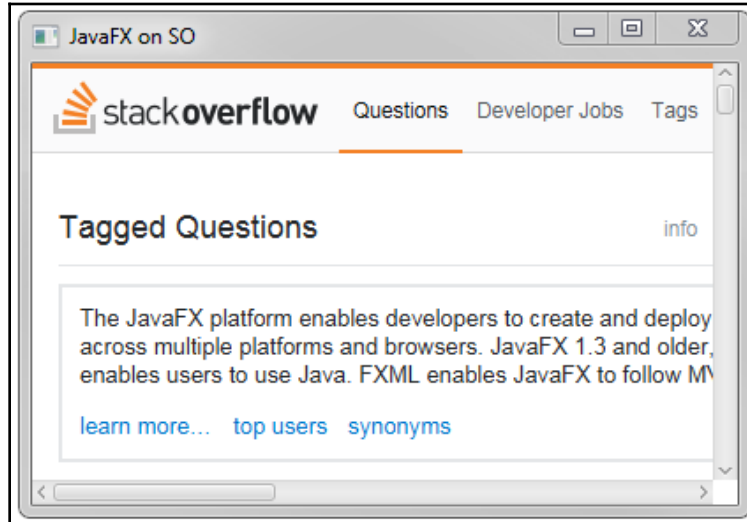 JavaFX on SO
stackoverflow Questions Developer Jobs Tags
Tagged Questions info
The JavaFX platform enables developers to create and deploy
across multiple platforms and browsers. JavaFX 1.3 and older,
enables users to use Java. FXML enables JavaFX to follow MV
learn more... top users synonyms